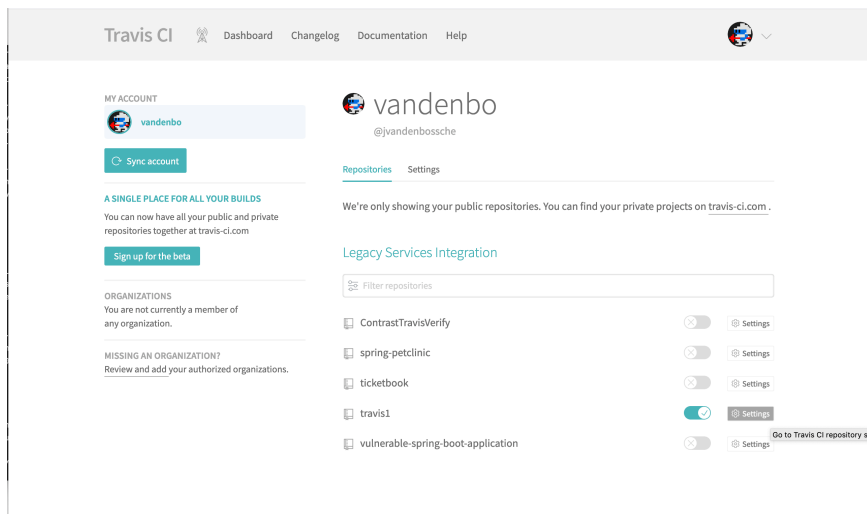 Travis CI Dashboard Changelog Documentation Help
MY ACCOUNT
vandenbo
Sync account
A SINGLE PLACE FOR ALL YOUR BUILDS
You can now have all your public and private
repositories together at travis-ci.com
Sign up for the beta
ORGANIZATIONS
You are not currently a member of
any organization.
MISSING AN ORGANIZATION?
Review and add your authorized organizations.
vandenbo
@jvandenbossche
Repositories Settings
We're only showing your public repositories. You can find your private projects on travis-ci.com .
Legacy Services Integration
Filter repositories
ContrastTravisVerify Settings
spring-petclinic Settings
ticketbook Settings
travis1 Settings
Go to Travis CI repository s
vulnerable-spring-boot-application Settings